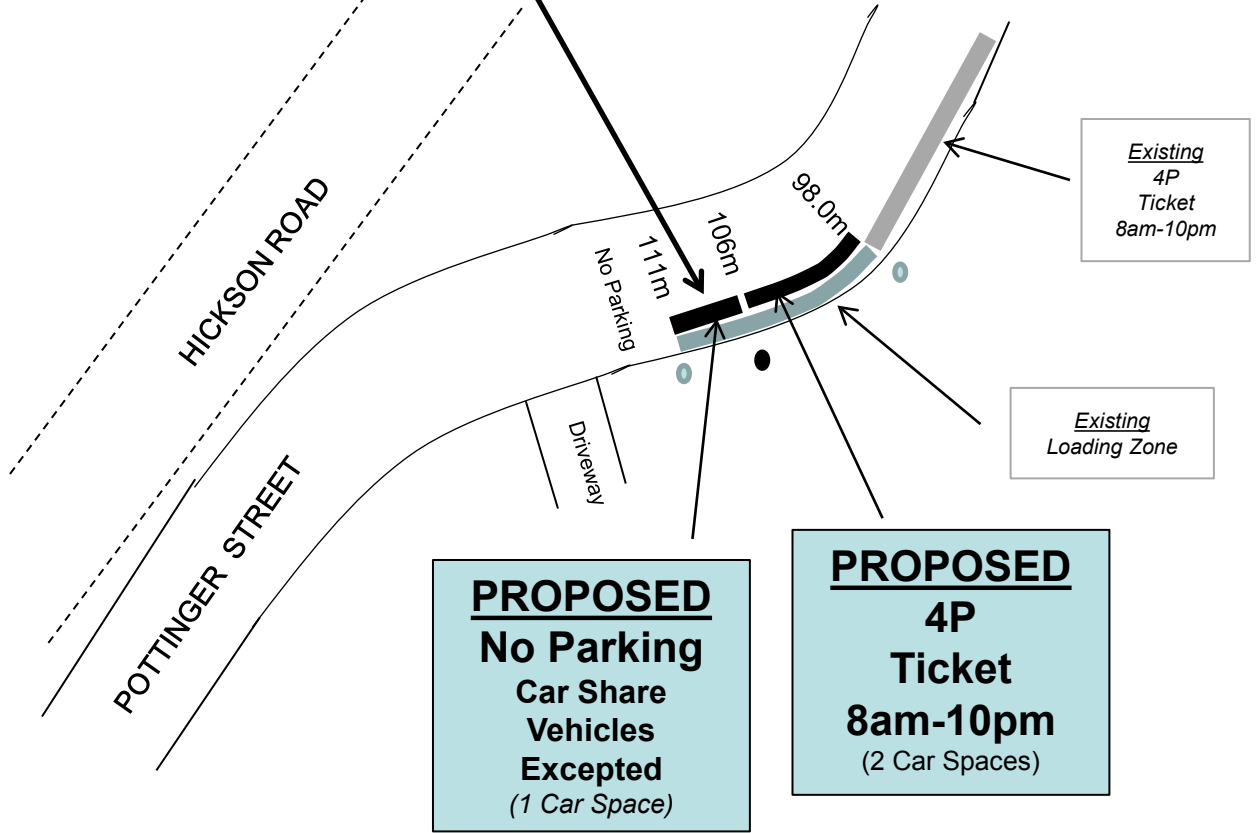 HICKSON ROAD
POTTINGER STREET
No Parking
111m
106m
98.0m
Driveway
Existing
4P
Ticket
8am-10pm
Existing
Loading Zone
PROPOSED
No Parking
Car Share
Vehicles
Excepted
(1 Car Space)
PROPOSED
4P
Ticket
8am-10pm
(2 Car Spaces)